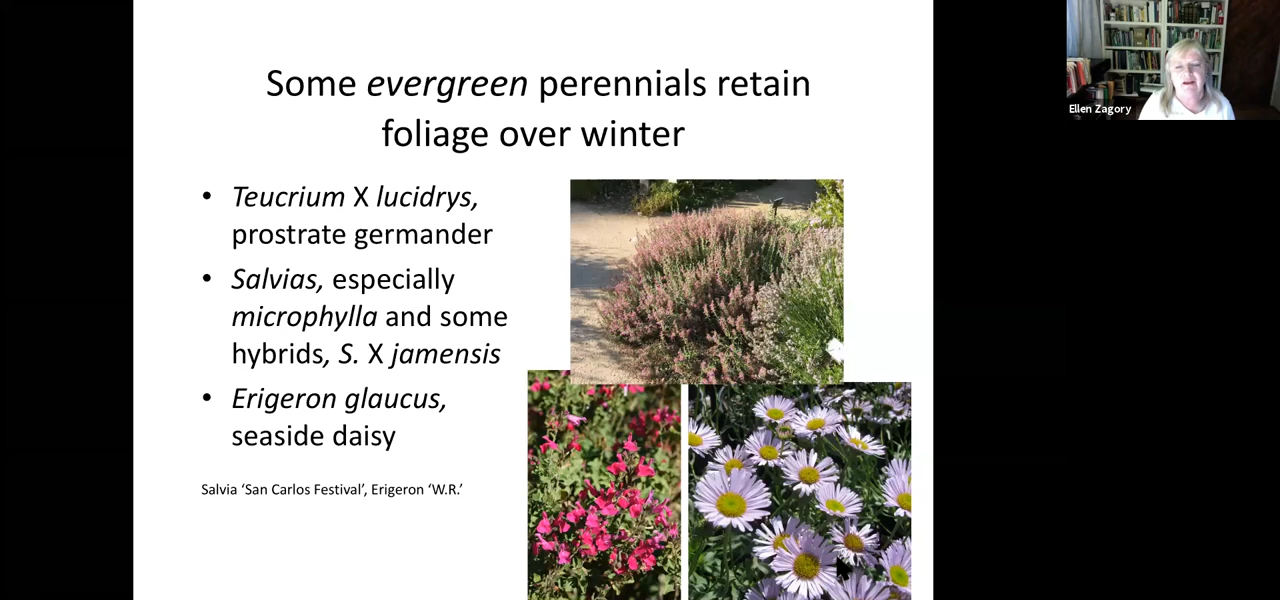 Some evergreen perennials retain
foliage over winter
• Teucrium X lucidrys,
prostrate germander
• Salvias, especially
microphylla and some
hybrids, S. X jamensis
• Erigeron glaucus,
seaside daisy
Salvia ‘San Carlos Festival’, Erigeron ‘W.R.’
Ellen Zagory